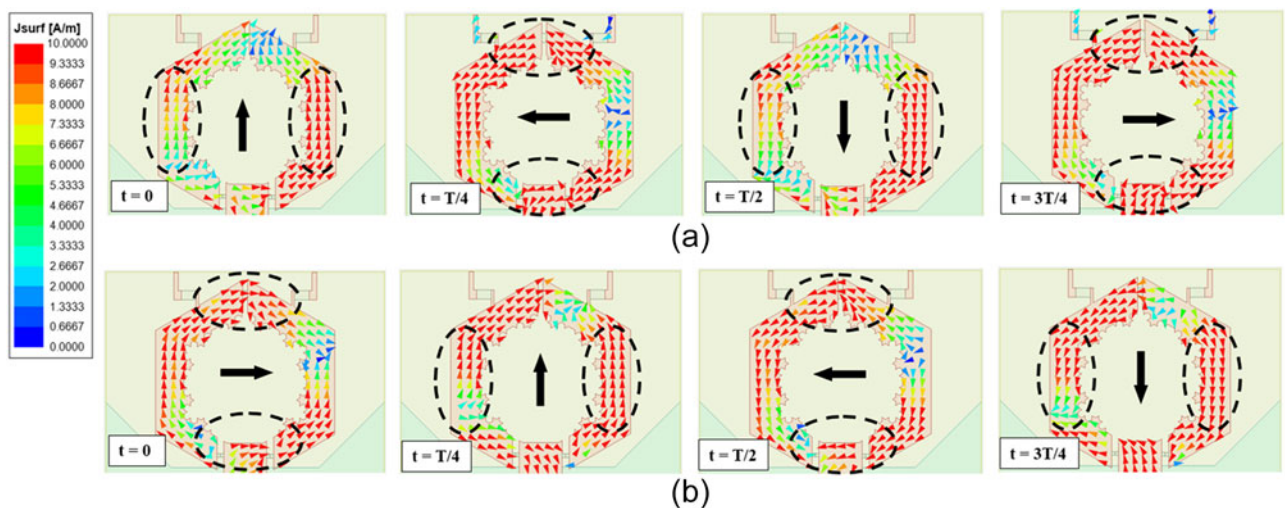 Jsurf [A/m]
10.0000
9.6667
8.0000
7.3333
6.6667
6.0000
5.3333
4.6667
4.0000
3.3333
2.6667
2.0000
1.3333
0.6667
0.0000
t = 0
t = T/4
t = T/2
t = 3T/4
(a)
t = 0
t = T/4
t = T/2
t = 3T/4
(b)